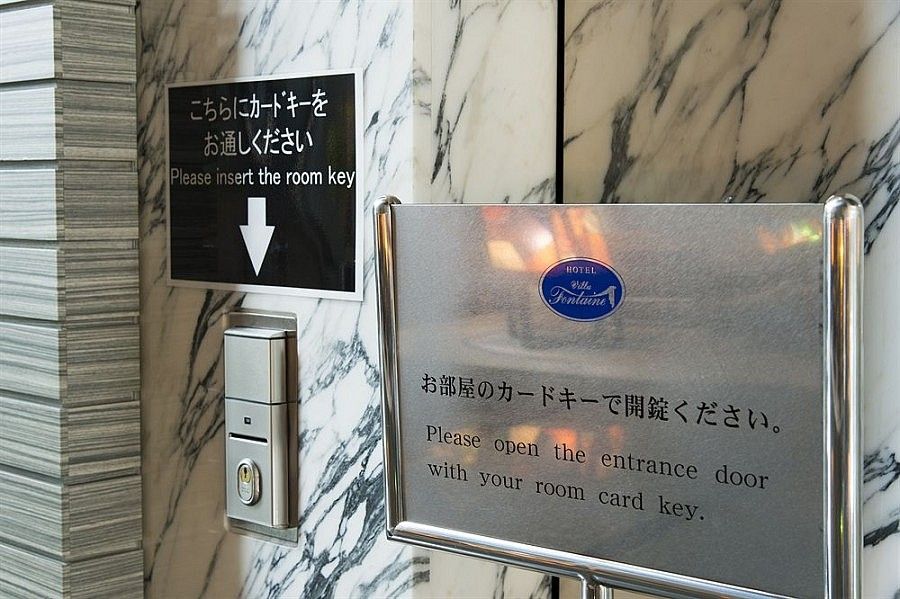 こちらにカードキーを
お通しください
Please insert the room key
HOTEL
Villa
Fontaine
お部屋のカードキーで開錠ください。
Please open the entrance door
with your room card key.